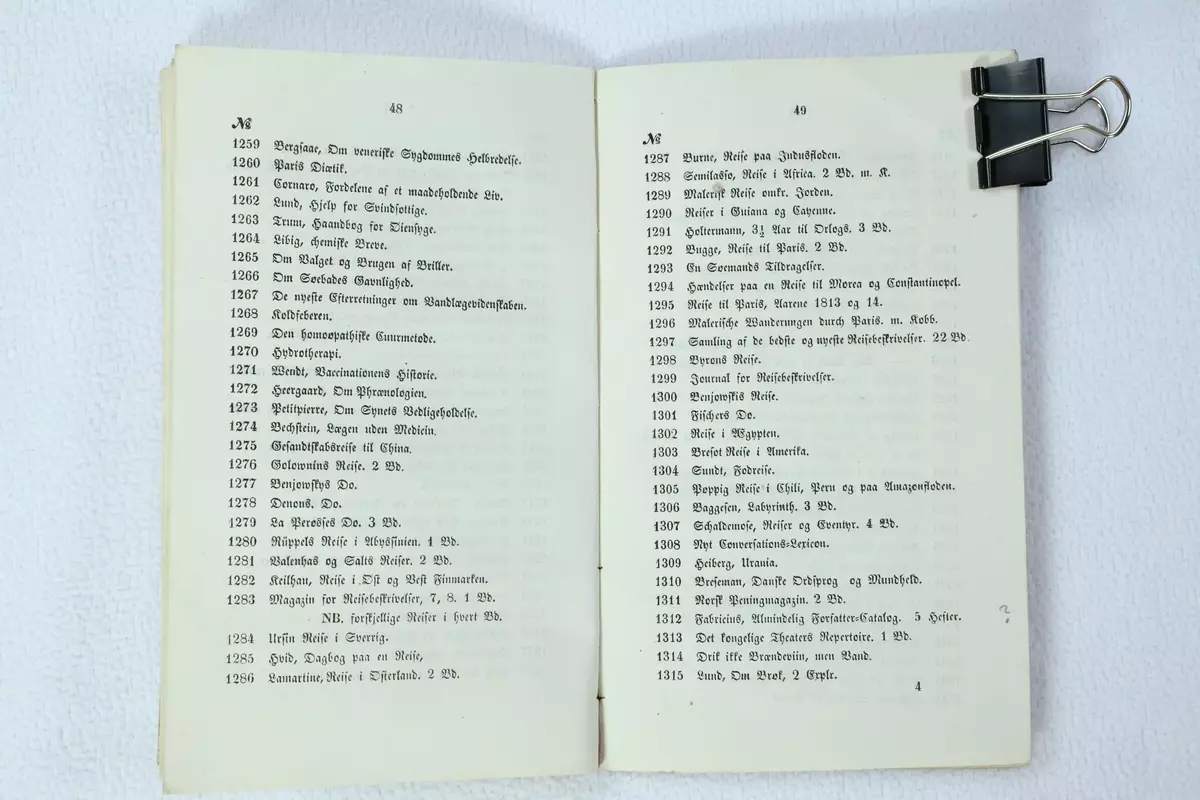 48
№
1259 Bergsaae, Om veneriske Sygdommes Helbredelse.
1260 Paris Diætik.
1261 Cornaro, Fordelene af et maadeholdende Liv.
1262 Lund, Hjelp for Svindsottige.
1263 Trum, Haandbog for Øiensyge.
1264 Libig, chemiske Breve.
1265 Om Valget og Brugen af Briller.
1266 Om Søebades Gavnlighed.
1267 De nyeste Efterretninger om Vandlægevidenskaben.
1268 Koldfeberen.
1269 Den homoopathiske Cuurmetode.
1270 Hydrotherapi.
1271 Wendt, Vaccinationens Historie.
1272 Heergaard, Om Phrænologien.
1273 Petitpierre, Om Synets Vedligeholdelse.
1274 Bechstein, Lægen uden Medicin.
1275 Gesandtskabsreise til China.
1276 Golownins Reise. 2 Bd.
1277 Benjowskys Do.
1278 Denons. Do.
1279 La Perøsses Do. 3 Bd.
1280 Rüppels Reise i Abyssinien. 1 Bd.
1281 Valenhas og Salts Reiser. 2 Bd.
1282 Keilhau, Reise i Øst og Vest Finmarken.
1283 Magazin for Reisebeskrivelser, 7, 8. 1 Bd.
NB. forskjellige Reiser i hvert Bd.
1284 Ursin Reise i Sverrig.
1285 Hvid, Dagbog paa en Reise,
1286 Lamartine, Reise i Østerland. 2 Bd.
49
№
1287 Burne, Reise paa Indusfloden.
1288 Semilasso, Reise i Africa. 2 Bd. m. K.
1289 Malerisk Reise omkr. Jorden.
1290 Reiser i Guiana og Cayenne.
1291 Holtermann, 3½ Aar til Orlogs. 3 Bd.
1292 Bugge, Reise til Paris. 2 Bd.
1293 En Søemands Tildragelser.
1294 Hændelser paa en Reise til Morea og Constantinopel.
1295 Reise til Paris, Aarene 1813 og 14.
1296 Malerische Wanderungen durch Paris. m. Kobb.
1297 Samling af de bedste og nyeste Reisebeskrivelser. 22 Bd.
1298 Byrons Reise.
1299 Journal for Reisebeskrivelser.
1300 Benjowskis Reise.
1301 Fischers Do.
1302 Reise i Ægypten.
1303 Bresot Reise i Amerika.
1304 Sundt, Fodreise.
1305 Pøppig Reise i Chili, Peru og paa Amazonfloden.
1306 Baggesen, Labyrinth. 3 Bd.
1307 Schaldemose, Reiser og Eventyr. 4 Bd.
1308 Nyt Conversations-Lexicon.
1309 Heiberg, Urania.
1310 Breseman, Danske Ordsprog og Mundheld.
1311 Norsk Peningmagazin. 2 Bd.
1312 Fabricius, Almindelig Forfatter-Catalog. 5 Hefter.
1313 Det kongelige Theaters Repertoire. 1 Bd.
1314 Drik ikke Brændeviin, men Vand.
1315 Lund, Om Brøk, 2 Explr.
4